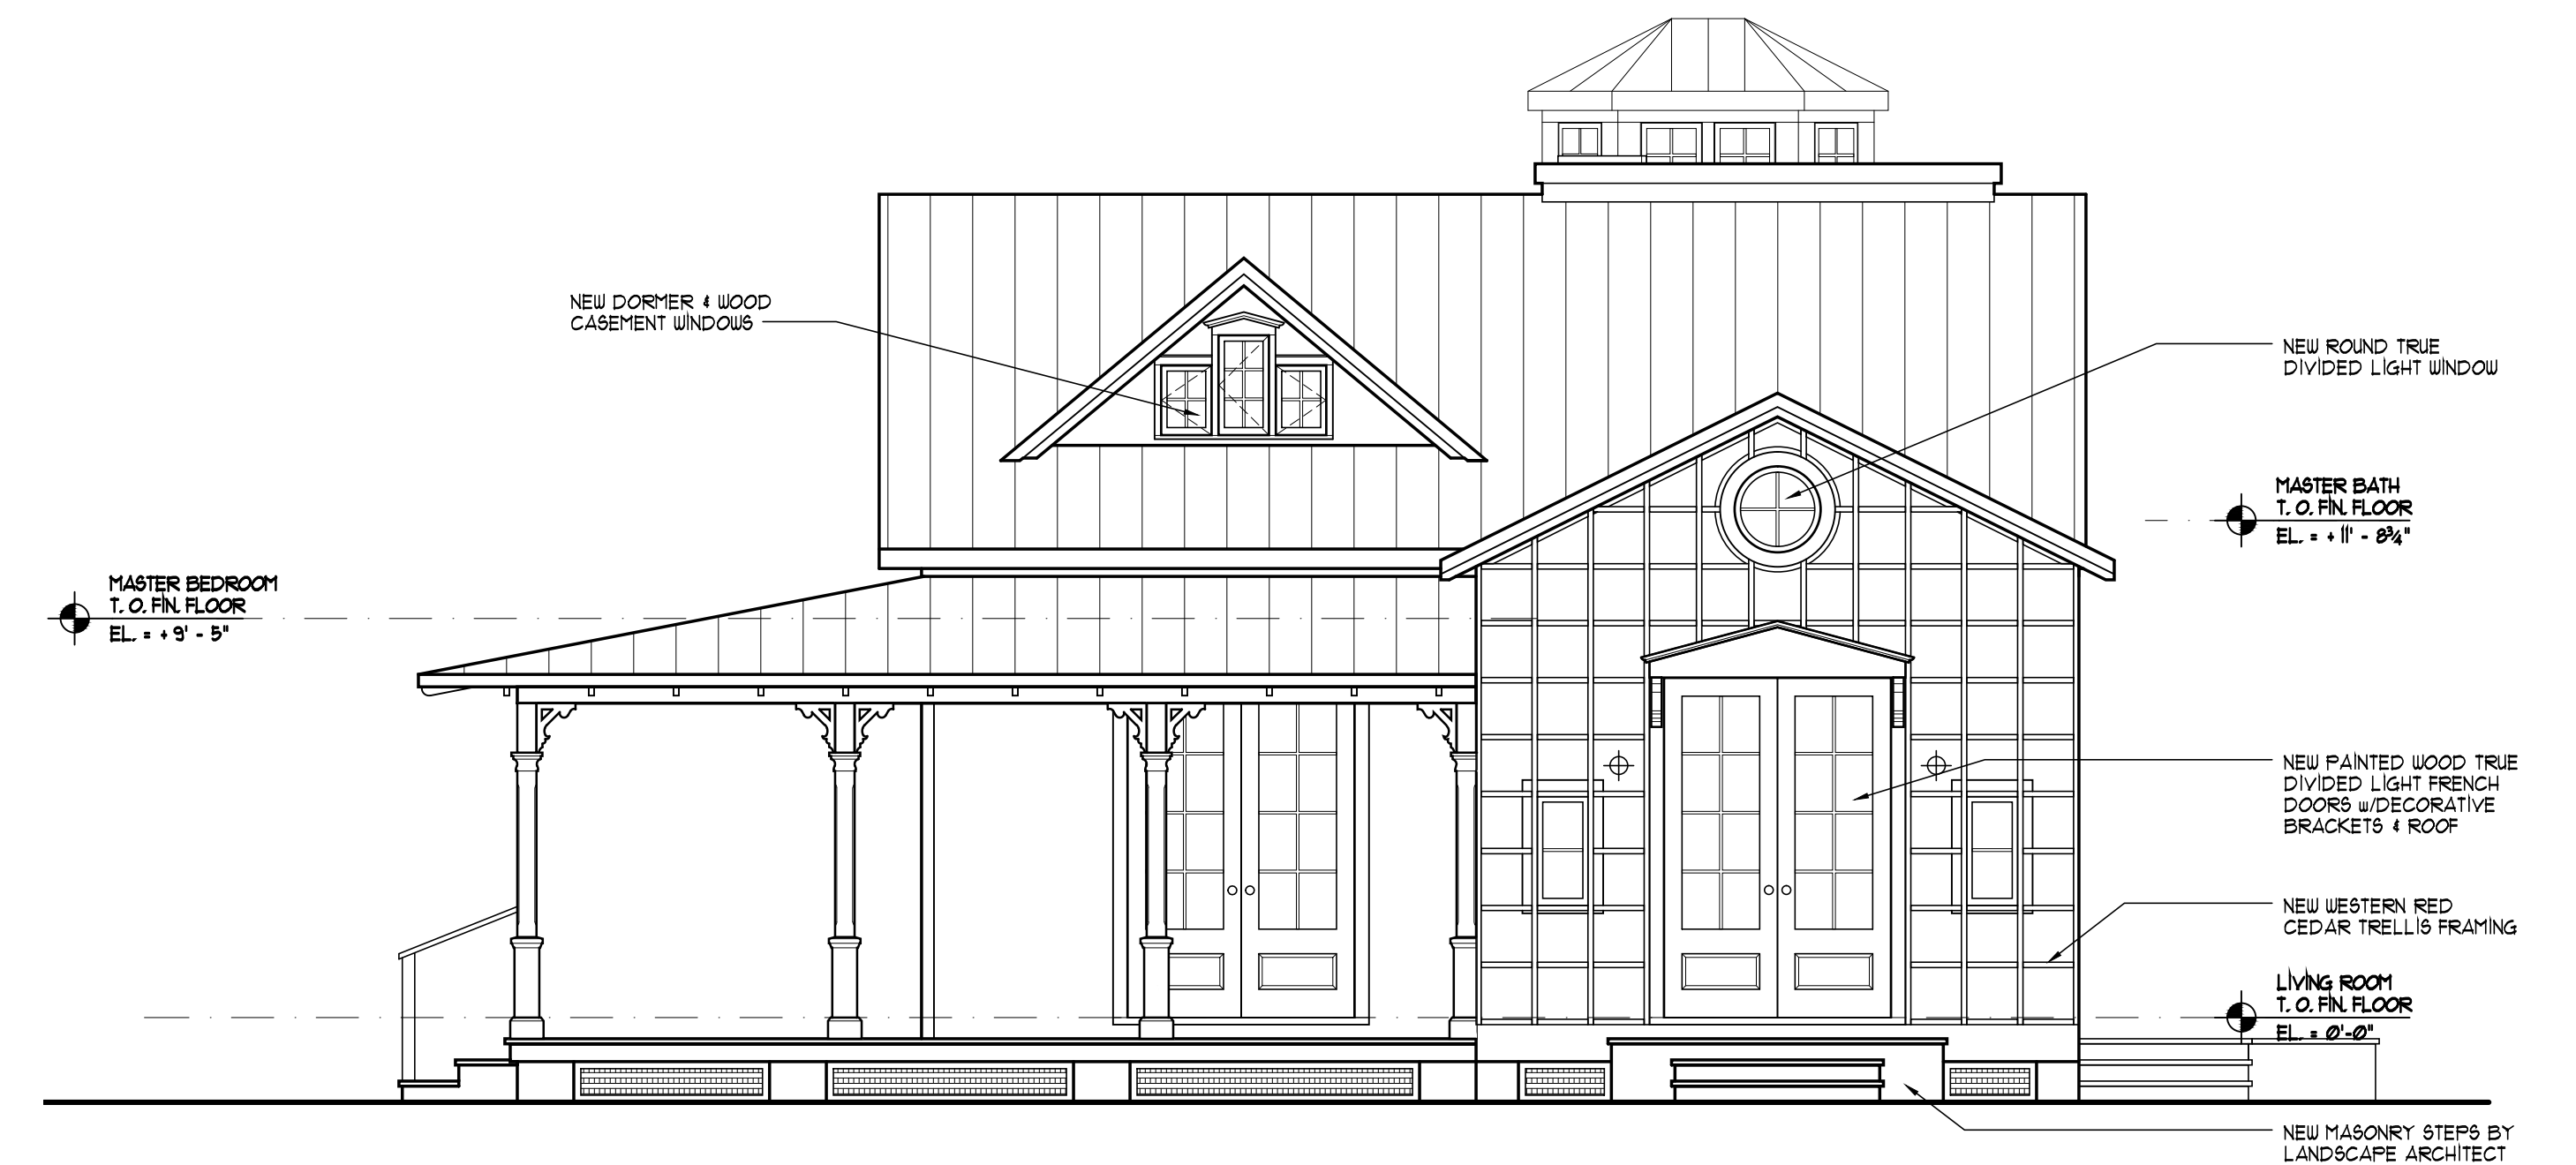 NEW DORMER & WOOD
CASEMENT WINDOWS
NEW ROUND TRUE
DIVIDED LIGHT WINDOW
MASTER BATH
T. O. FIN. FLOOR
EL. = + 11' - 8¾"
MASTER BEDROOM
T. O. FIN. FLOOR
EL. = + 9' - 5"
NEW PAINTED WOOD TRUE
DIVIDED LIGHT FRENCH
DOORS w/DECORATIVE
BRACKETS & ROOF
NEW WESTERN RED
CEDAR TRELLIS FRAMING
LIVING ROOM
T. O. FIN. FLOOR
EL. = 0'-0"
NEW MASONRY STEPS BY
LANDSCAPE ARCHITECT